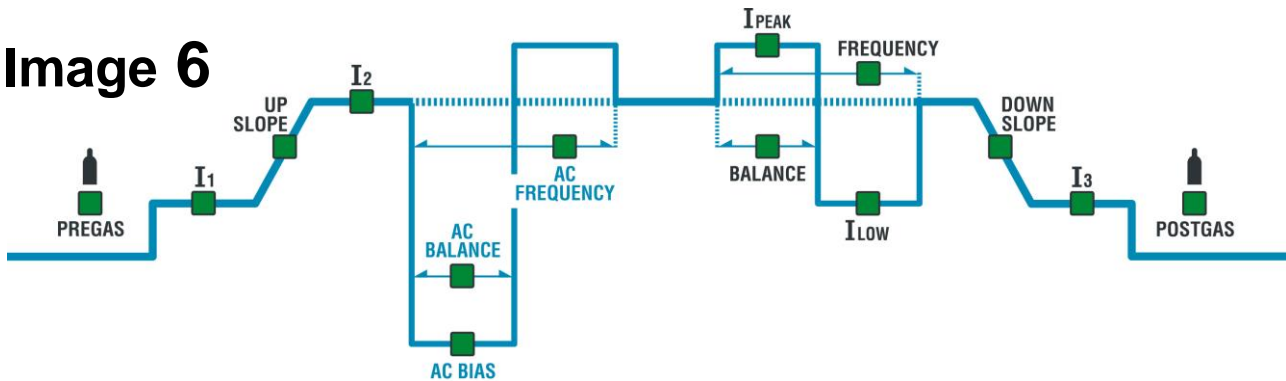 Image 6
PREGAS
I1
UP
SLOPE
I2
AC
BALANCE
AC BIAS
AC
FREQUENCY
IPEAK
FREQUENCY
BALANCE
ILOW
DOWN
SLOPE
I3
POSTGAS